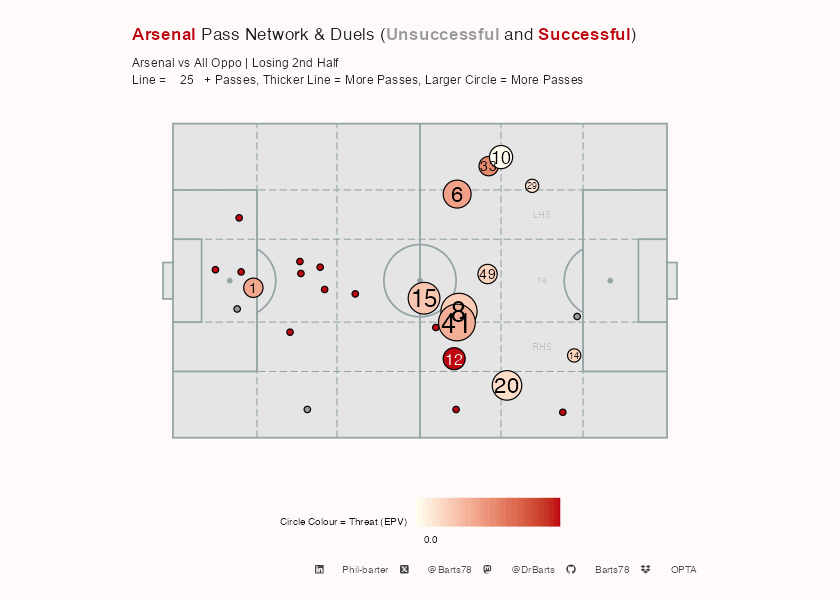 Arsenal Pass Network & Duels (Unsuccessful and Successful)
Arsenal vs All Oppo | Losing 2nd Half
Line = 25 + Passes, Thicker Line = More Passes, Larger Circle = More Passes
10
33
29
6
LHS
49
14
1
15
8
41
RHS
14
12
20
Circle Colour = Threat (EPV)
0.0
Phil-barter @Barts78 @DrBarts Barts78 OPTA